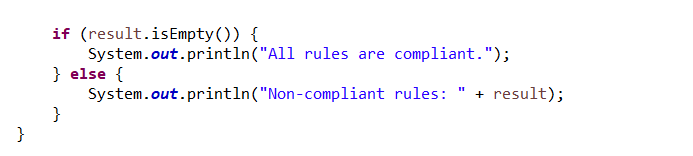 if (result.isEmpty()) {
System.out.println("All rules are compliant.");
} else {
System.out.println("Non-compliant rules: " + result);
}
}